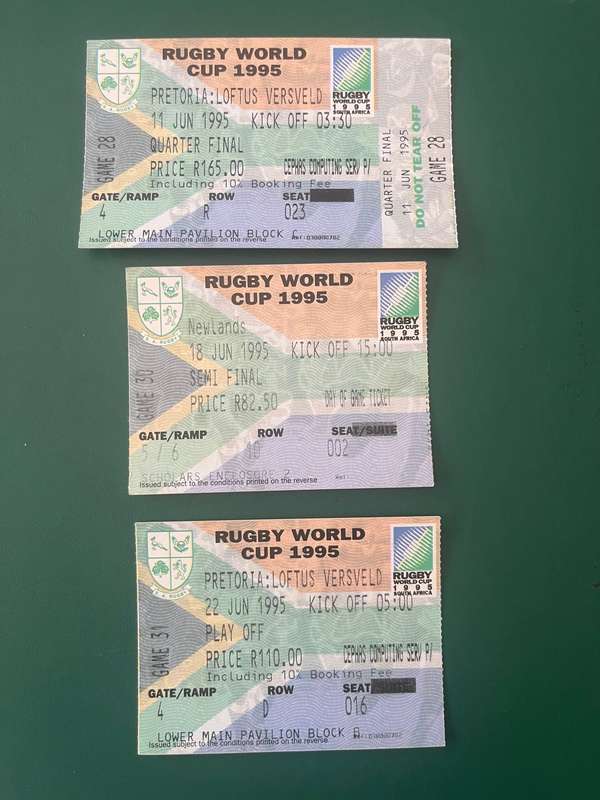 RUGBY WORLD
CUP 1995
RUGBY
WORLD CUP
1995
SOUTH AFRICA
PRETORIA:LOFTUS VERSVELD
11 JUN 1995 KICK OFF 03:30
QUARTER FINAL
PRICE R165.00 CEPHAS COMPUTING SERV P/
Including 10% Booking Fee
GATE/RAMP ROW SEAT
4 R 023
LOWER MAIN PAVILION BLOCK C
Issued subject to the conditions printed on the reverse
GAME 28
QUARTER FINAL
11 JUN 1995
DO NOT TEAR OFF
GAME 28
RUGBY WORLD
CUP 1995
RUGBY
WORLD CUP
1995
SOUTH AFRICA
S A RUGBY
Newlands
18 JUN 1995 KICK OFF 15:00
SEMI FINAL
PRICE R82.50 DAY OF GAME TICKET
GATE/RAMP ROW SEAT/SUITE
5/6 002
SCHOLARS ENCLOSURE 2
Ref:
Issued subject to the conditions printed on the reverse
GAME 30
RUGBY WORLD
CUP 1995
RUGBY
WORLD CUP
1995
SOUTH AFRICA
S A RUGBY
PRETORIA:LOFTUS VERSVELD
22 JUN 1995 KICK OFF 05:00
PLAY OFF
PRICE R110.00 CEPHAS COMPUTING SERV P/
Including 10% Booking Fee
GATE/RAMP ROW SEAT
4 D 016
LOWER MAIN PAVILION BLOCK B
Issued subject to the conditions printed on the reverse
GAME 31